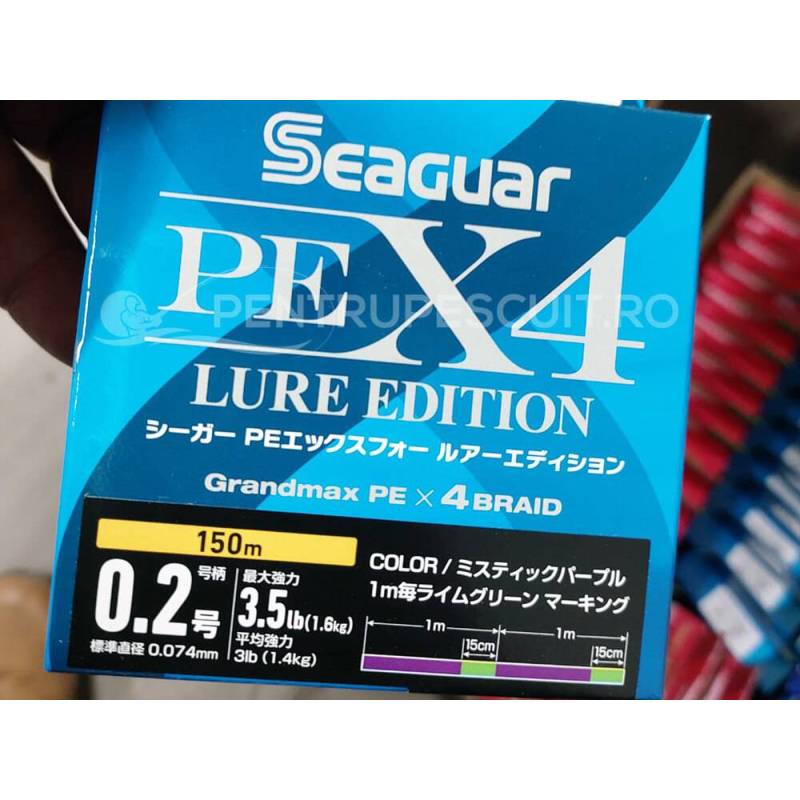 SEAGUAR
PEX4
PENTRUPESCUIT.RO
LURE EDITION
シーガー PEエックスフォー ルアーエディション
Grandmax PE × 4 BRAID
150m
0.2号
号柄
標準直径 0.074mm
最大強力
3.5lb(1.6kg)
平均強力
3lb (1.4kg)
COLOR / ミスティックパープル
1m毎ライムグリーン マーキング
1m 1m
15cm 15cm